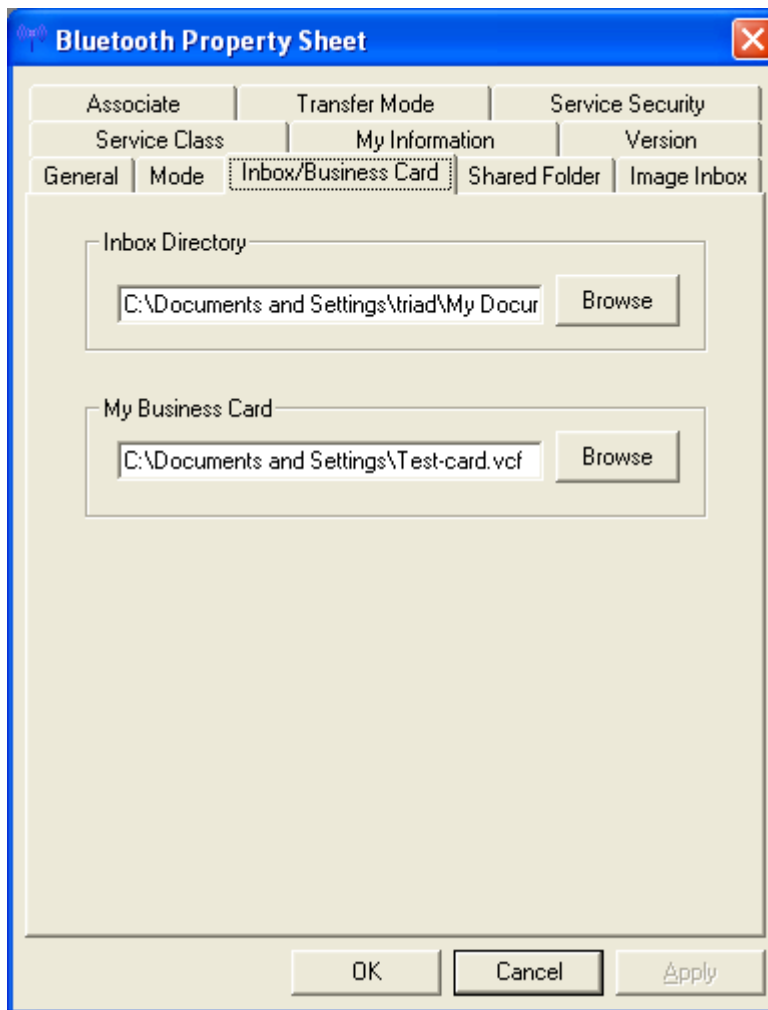 Bluetooth Property Sheet
Associate Transfer Mode Service Security
Service Class My Information Version
General Mode Inbox/Business Card Shared Folder Image Inbox
Inbox Directory
C:\Documents and Settings\triad\My Docur Browse
My Business Card
C:\Documents and Settings\Test-card.vcf Browse
OK Cancel Apply